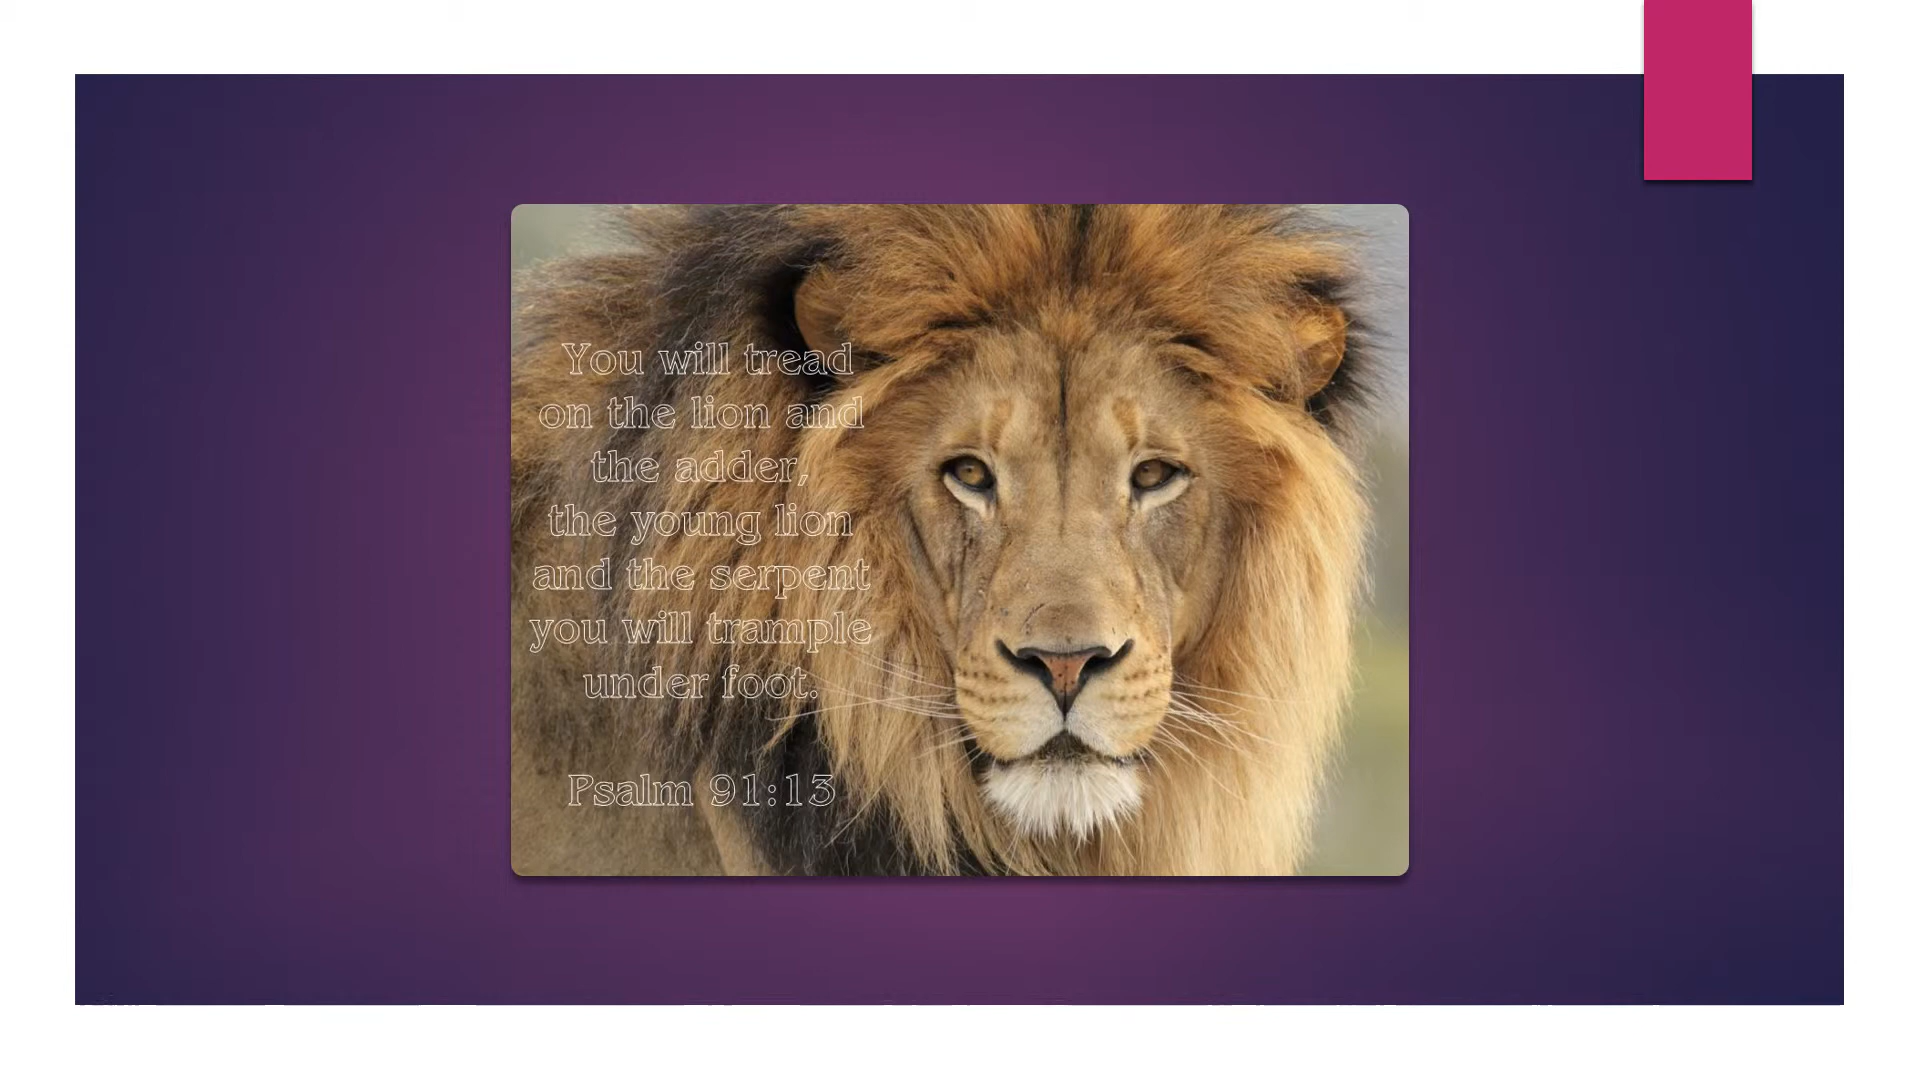 You will tread
on the lion and
the adder,
the young lion
and the serpent
you will trample
under foot.
Psalm 91:13